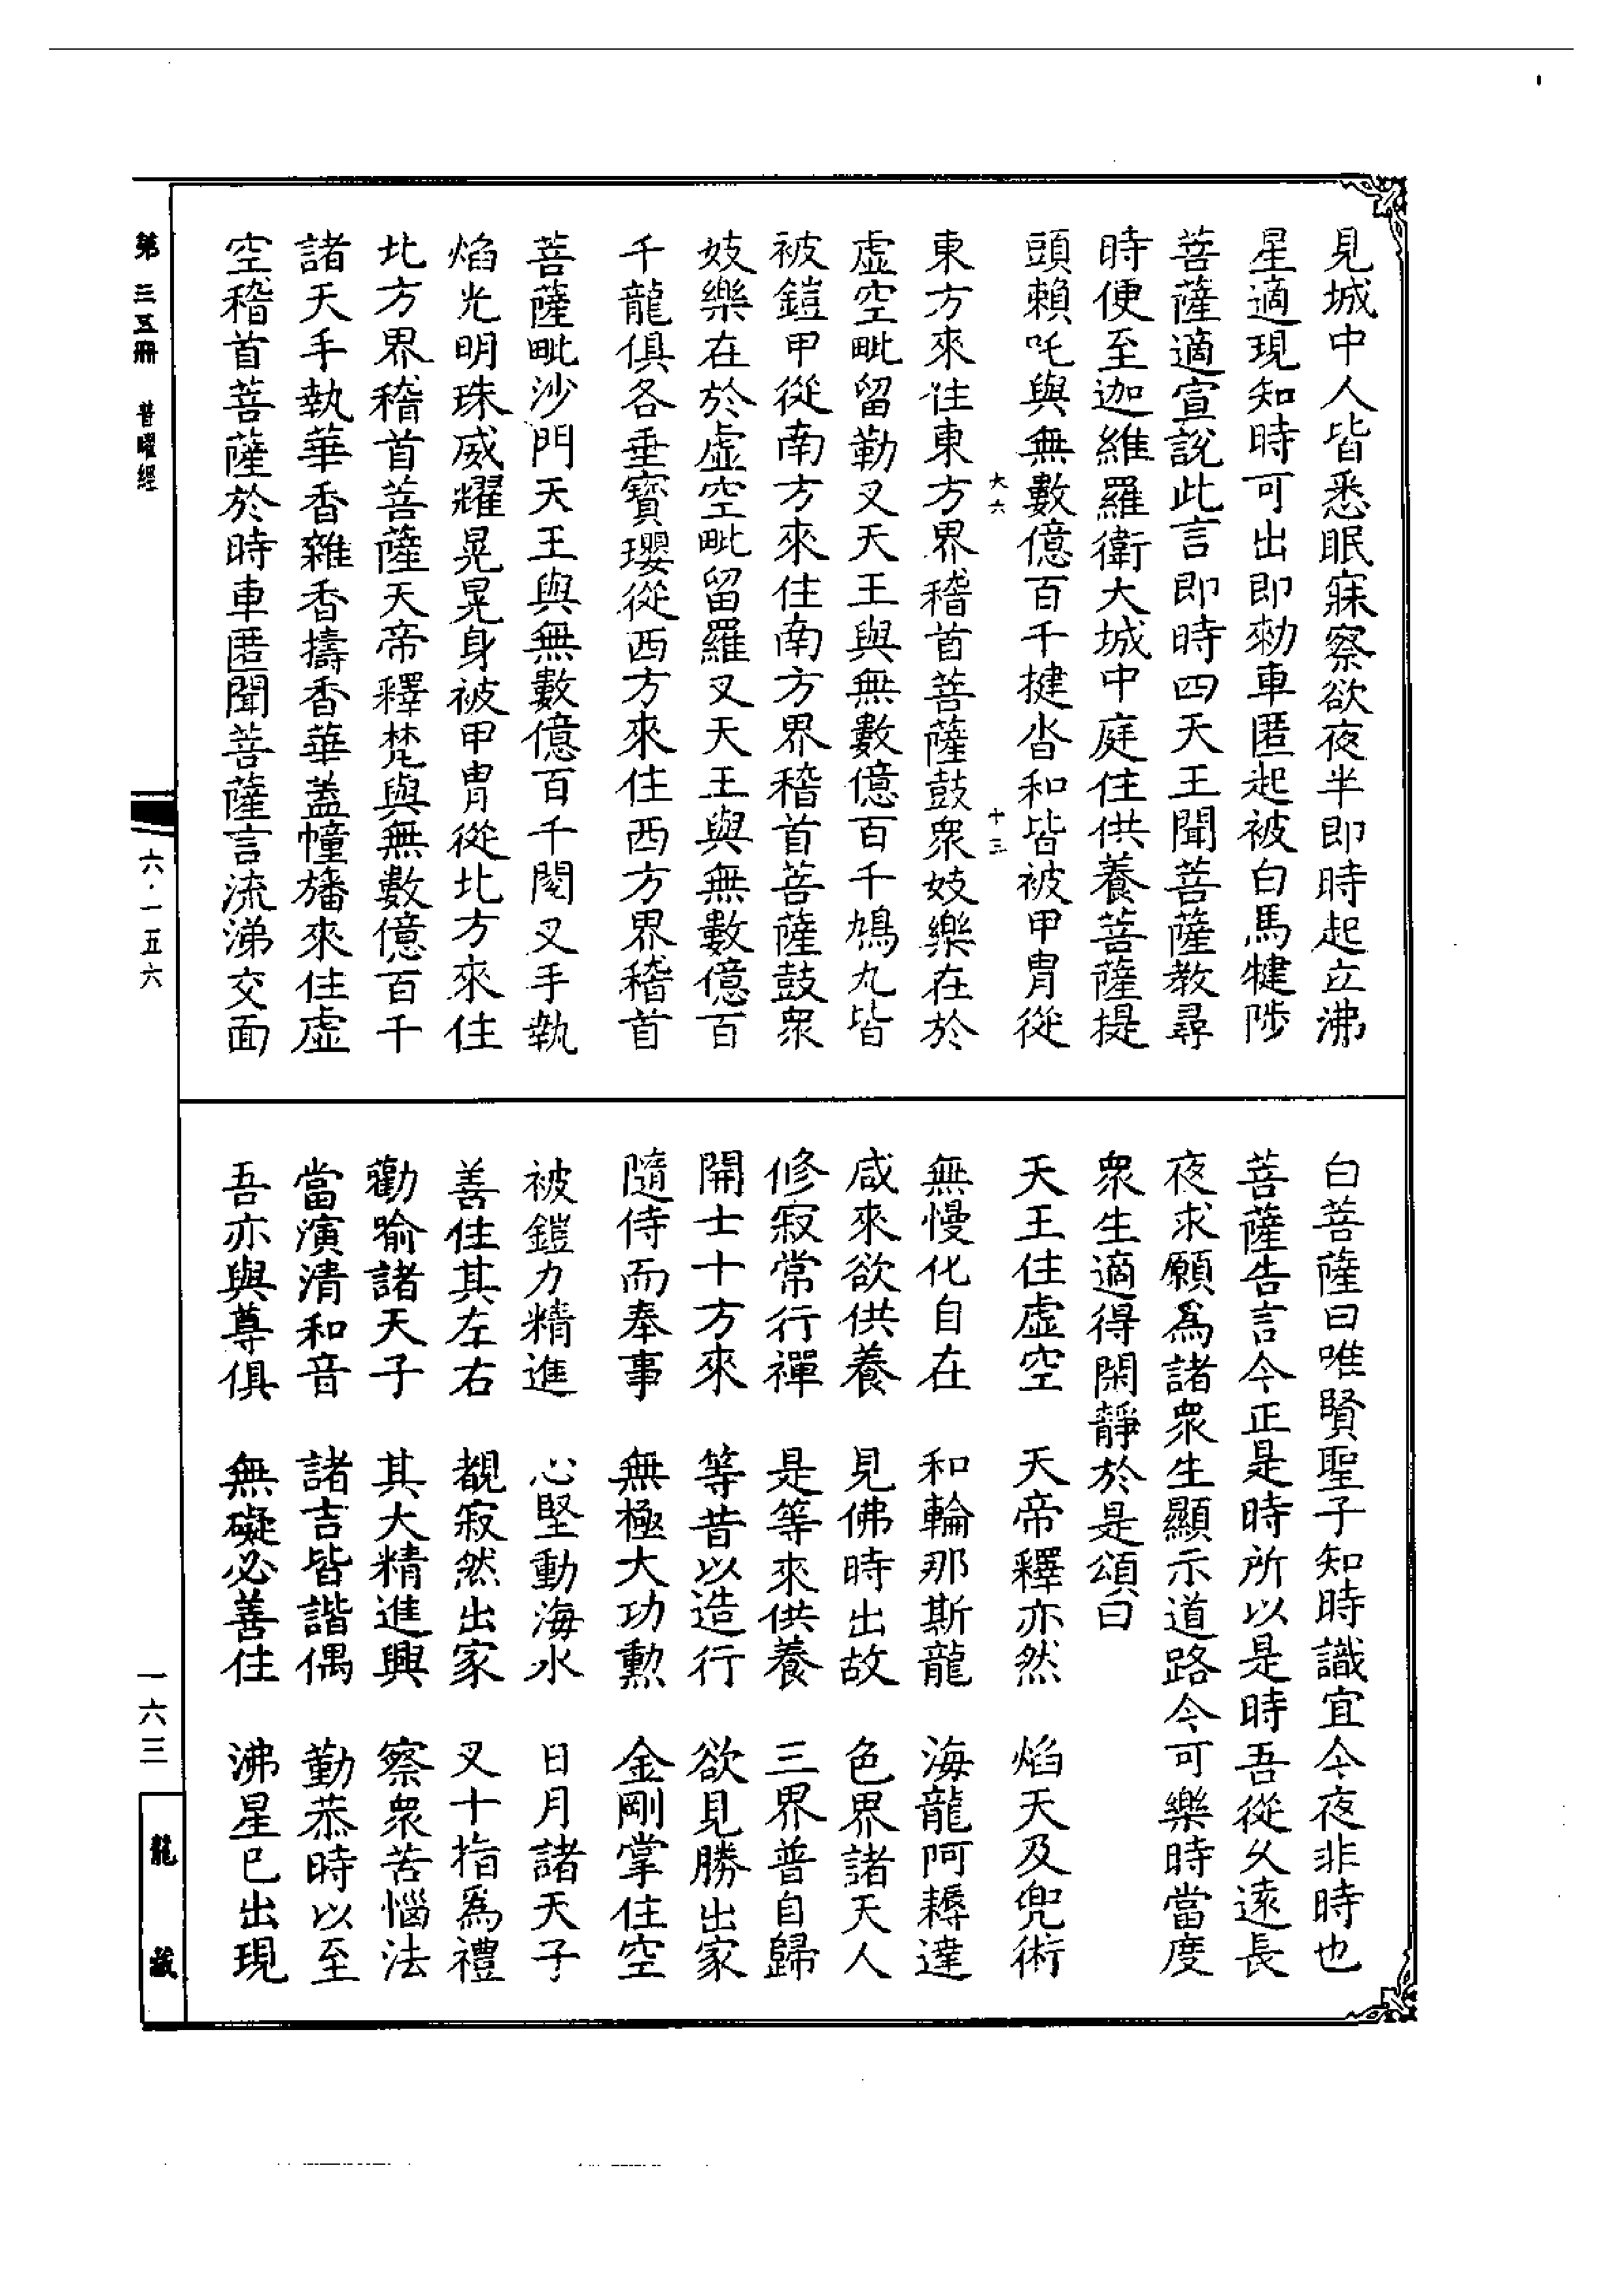 見城中人皆悉眠寐察欲夜半即時起立沸
星適現知時可出即勑車匿起被白馬犍陟
菩薩適宣說此言即時四天王聞菩薩教尋
時便至迦維羅衛大城中庭住供養菩薩提
頭賴吒與無數億百千揵沓和皆被甲冑從
大六
十三
東方來住東方界稽首菩薩鼓衆妓樂在於
虛空毗留勒叉天王與無數億百千鳩九皆
被鎧甲從南方來住南方界稽首菩薩鼓衆
妓樂在於虛空毗留羅叉天王與無數億百
千龍俱各垂寶瓔從西方來住西方界稽首
菩薩毗沙門天王與無數億百千閱叉手執
焰光明珠威耀晃晃身被甲冑從北方來住
北方界稽首菩薩天帝釋梵與無數億百千
諸天手執華香雜香擣香華蓋幢旛來住虛
空稽首菩薩於時車匿聞菩薩言流涕交面
白菩薩曰唯賢聖子知時識宜今夜非時也
菩薩告言今正是時所以是時吾從久遠長
夜求願爲諸衆生顯示道路今可樂時當度
衆生適得閑靜於是頌曰
天王住虛空　天帝釋亦然　焰天及兜術
無慢化自在　和輪那斯龍　海龍阿耨達
咸來欲供養　見佛時出故　色界諸天人
修寂常行禪　是等來供養　三界普自歸
開士十方來　等昔以造行　欲見勝出家
隨侍而奉事　無極大功勳　金剛掌住空
被鎧力精進　心堅動海水　日月諸天子
善住其左右　覩寂然出家　叉十指爲禮
勸喻諸天子　其大精進興　察衆苦惱法
當演清和音　諸吉皆諧偶　勤恭時以至
吾亦與尊俱　無礙必善住　沸星已出現
第三五冊　普曜經
六·一五六
一六三
龍藏